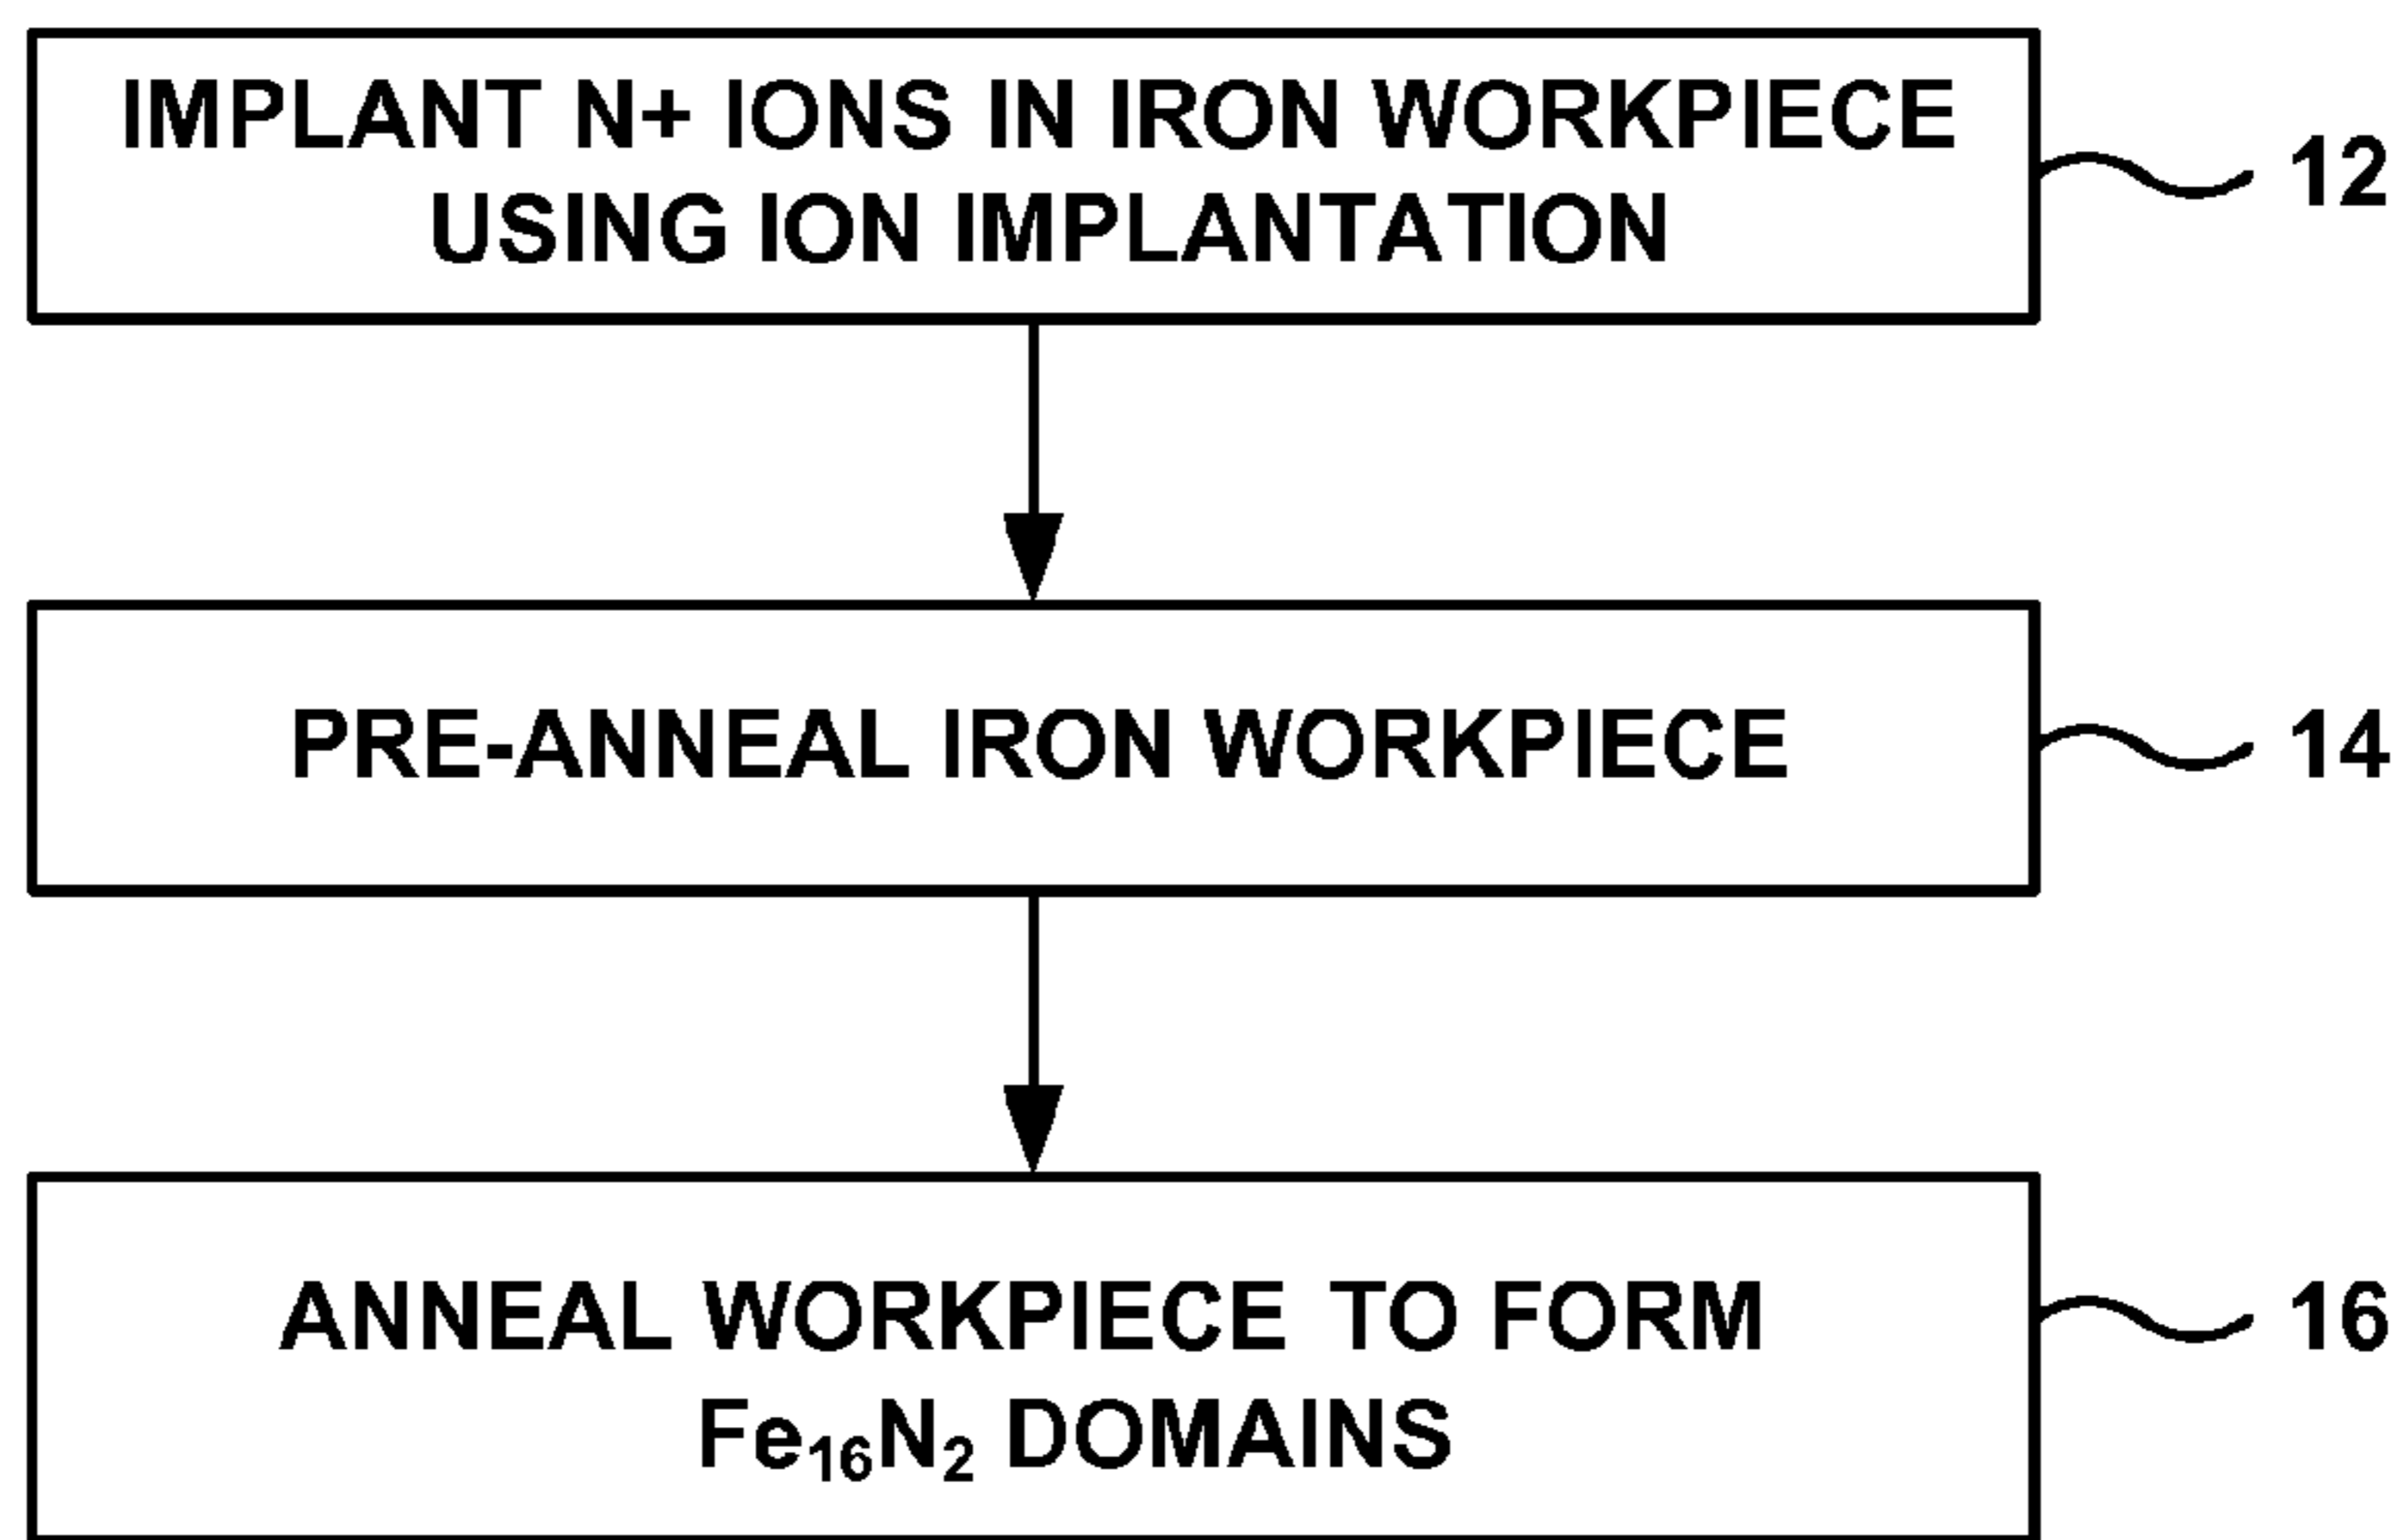 IMPLANT N+ IONS IN IRON WORKPIECE
USING ION IMPLANTATION
12
PRE-ANNEAL IRON WORKPIECE
14
ANNEAL WORKPIECE TO FORM
Fe₁₆N₂ DOMAINS
16